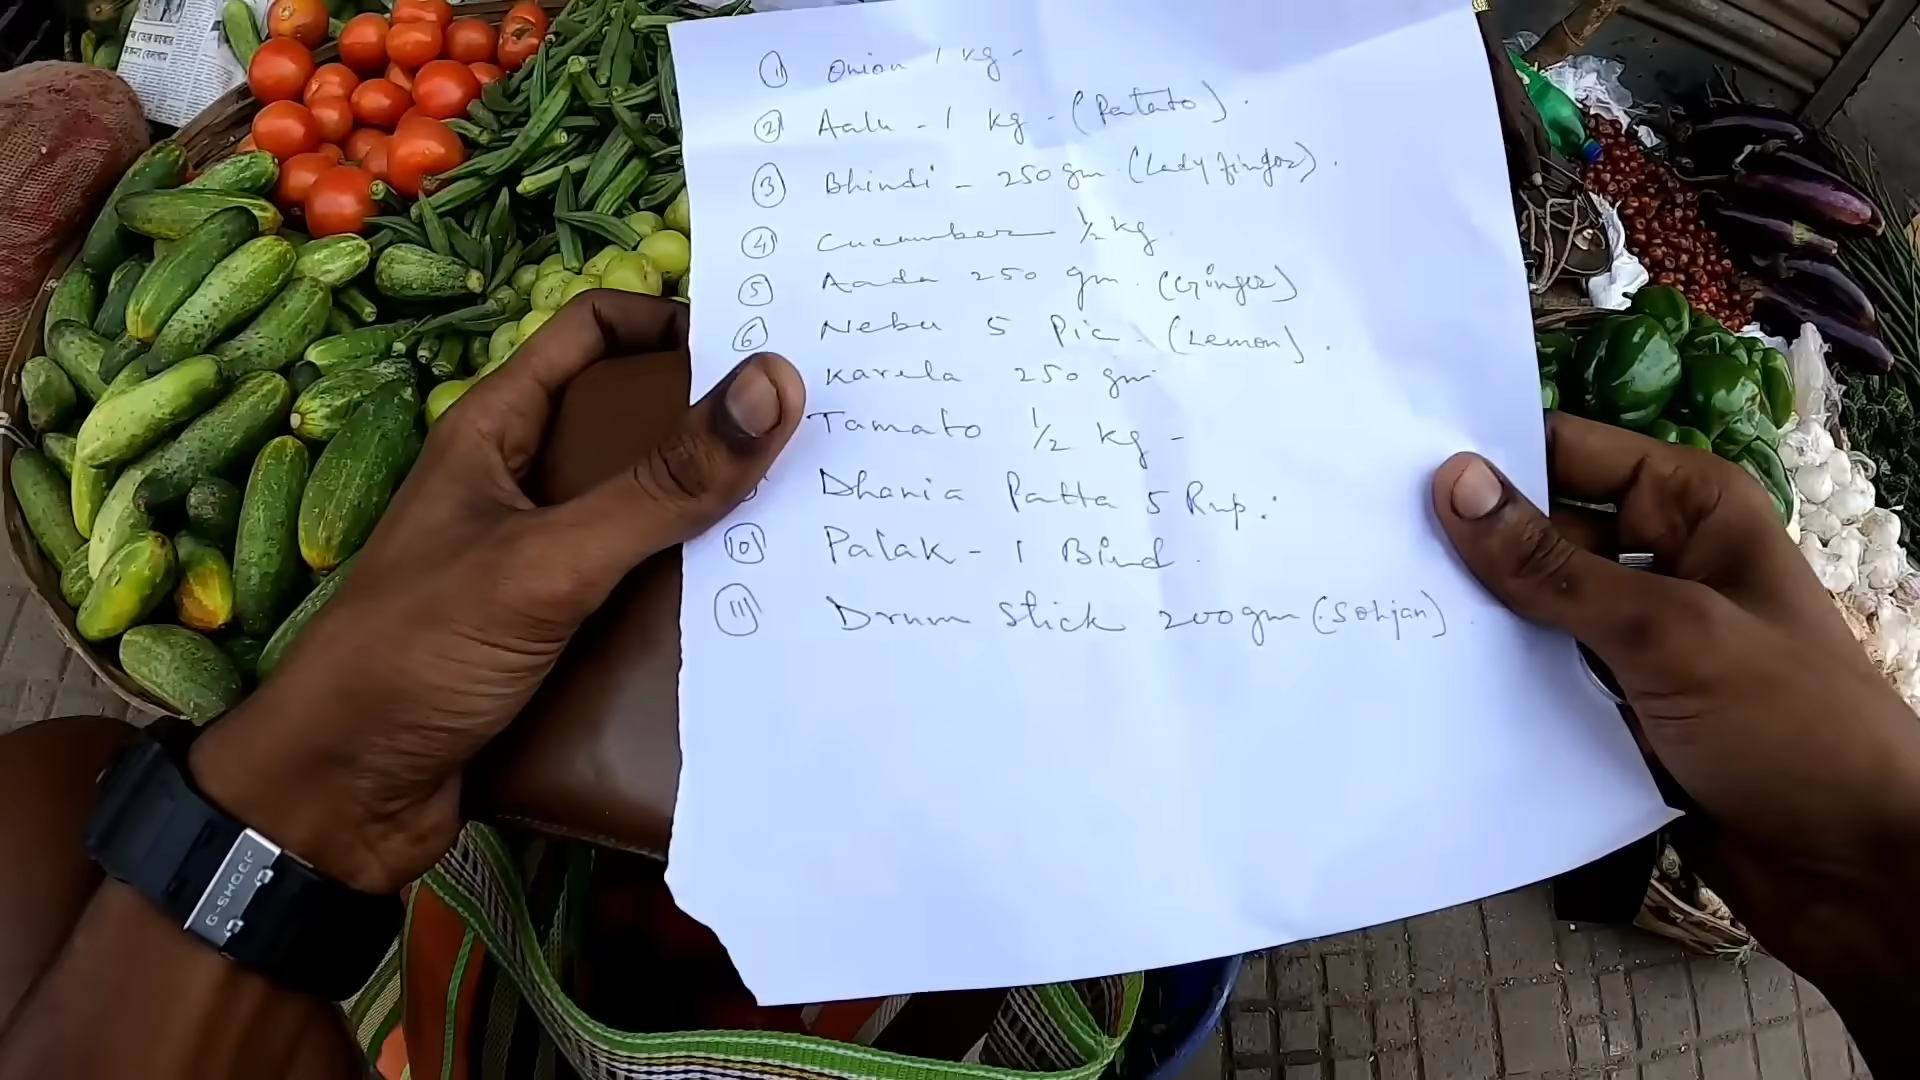 ① Onion 1 kg -
② Aalu - 1 kg - (Patato).
③ Bhindi - 250 gm (Lady finger).
④ Cucumber 1/2 kg
⑤ Aada 250 gm. (Ginger)
⑥ Nebu 5 Pic. (Lemon).
Karela 250 gm
Tamato 1/2 kg -
Dhania Patta 5 Rup.
⑩ Palak - 1 Bind.
⑪ Drum stick 200gm (Sohjan).
G-SHOCK